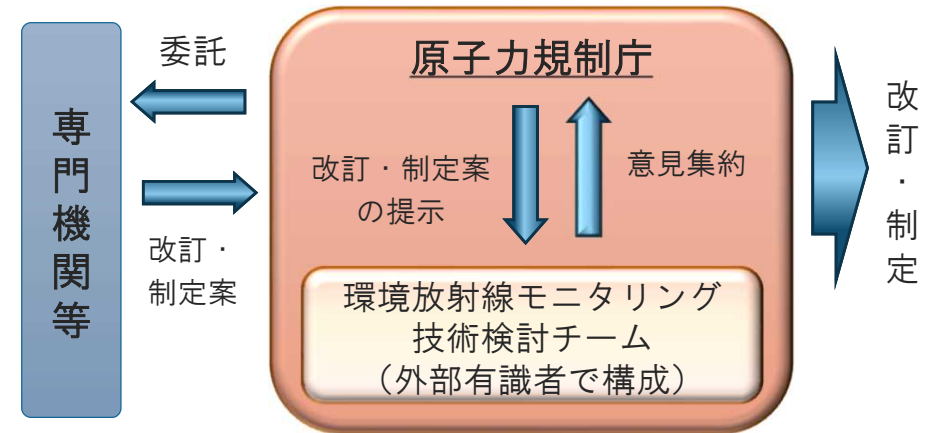 専門機関等
委託
改訂・
制定案
原子力規制庁
改訂・制定案
の提示
意見集約
環境放射線モニタリング
技術検討チーム
（外部有識者で構成）
改訂・制定